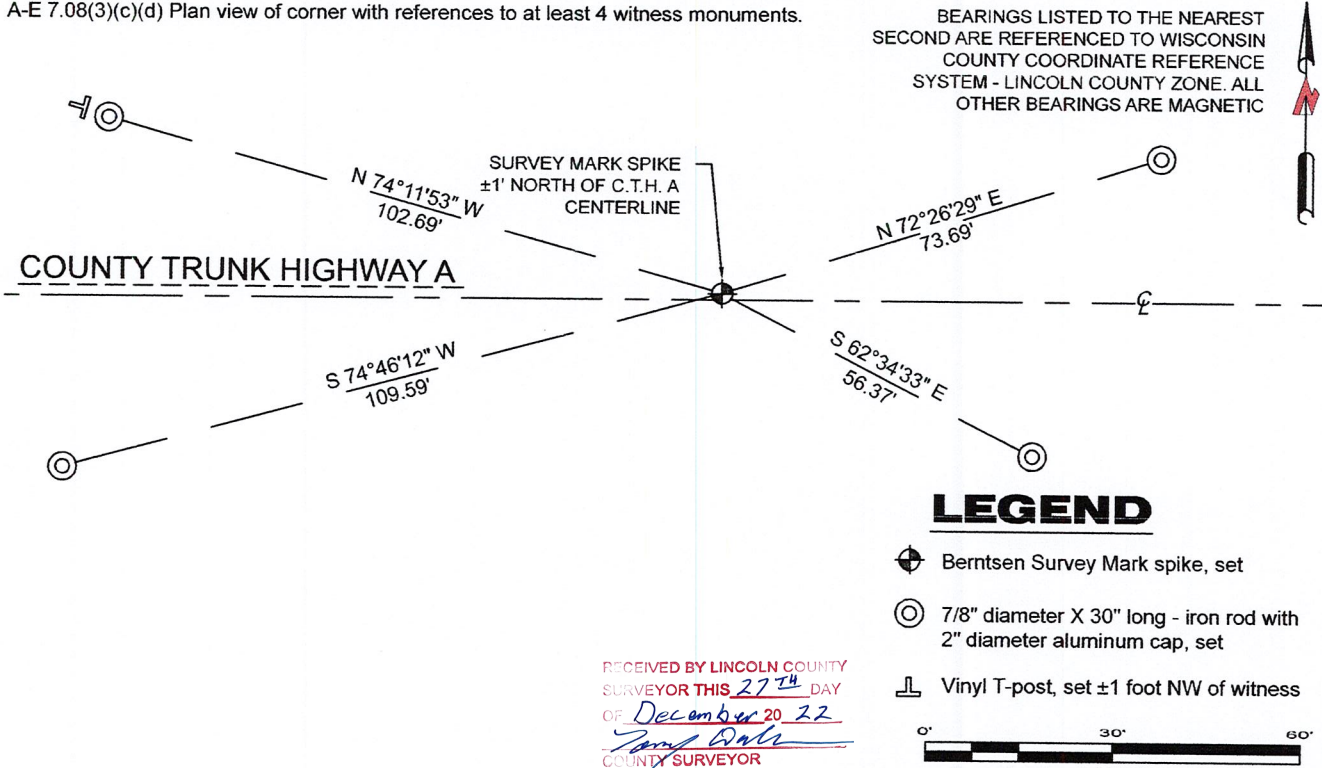 A-E 7.08(3)(c)(d) Plan view of corner with references to at least 4 witness monuments.
BEARINGS LISTED TO THE NEAREST
SECOND ARE REFERENCED TO WISCONSIN
COUNTY COORDINATE REFERENCE
SYSTEM - LINCOLN COUNTY ZONE. ALL
OTHER BEARINGS ARE MAGNETIC
N
SURVEY MARK SPIKE
±1' NORTH OF C.T.H. A
CENTERLINE
N 74°11'53" W
102.69'
N 72°26'29" E
73.69'
COUNTY TRUNK HIGHWAY A
℄
S 74°46'12" W
109.59'
S 62°34'33" E
56.37'
LEGEND
Berntsen Survey Mark spike, set
7/8" diameter X 30" long - iron rod with
2" diameter aluminum cap, set
Vinyl T-post, set ±1 foot NW of witness
RECEIVED BY LINCOLN COUNTY
SURVEYOR THIS 27TH DAY
OF December 20 22
COUNTY SURVEYOR
0' 30' 60'